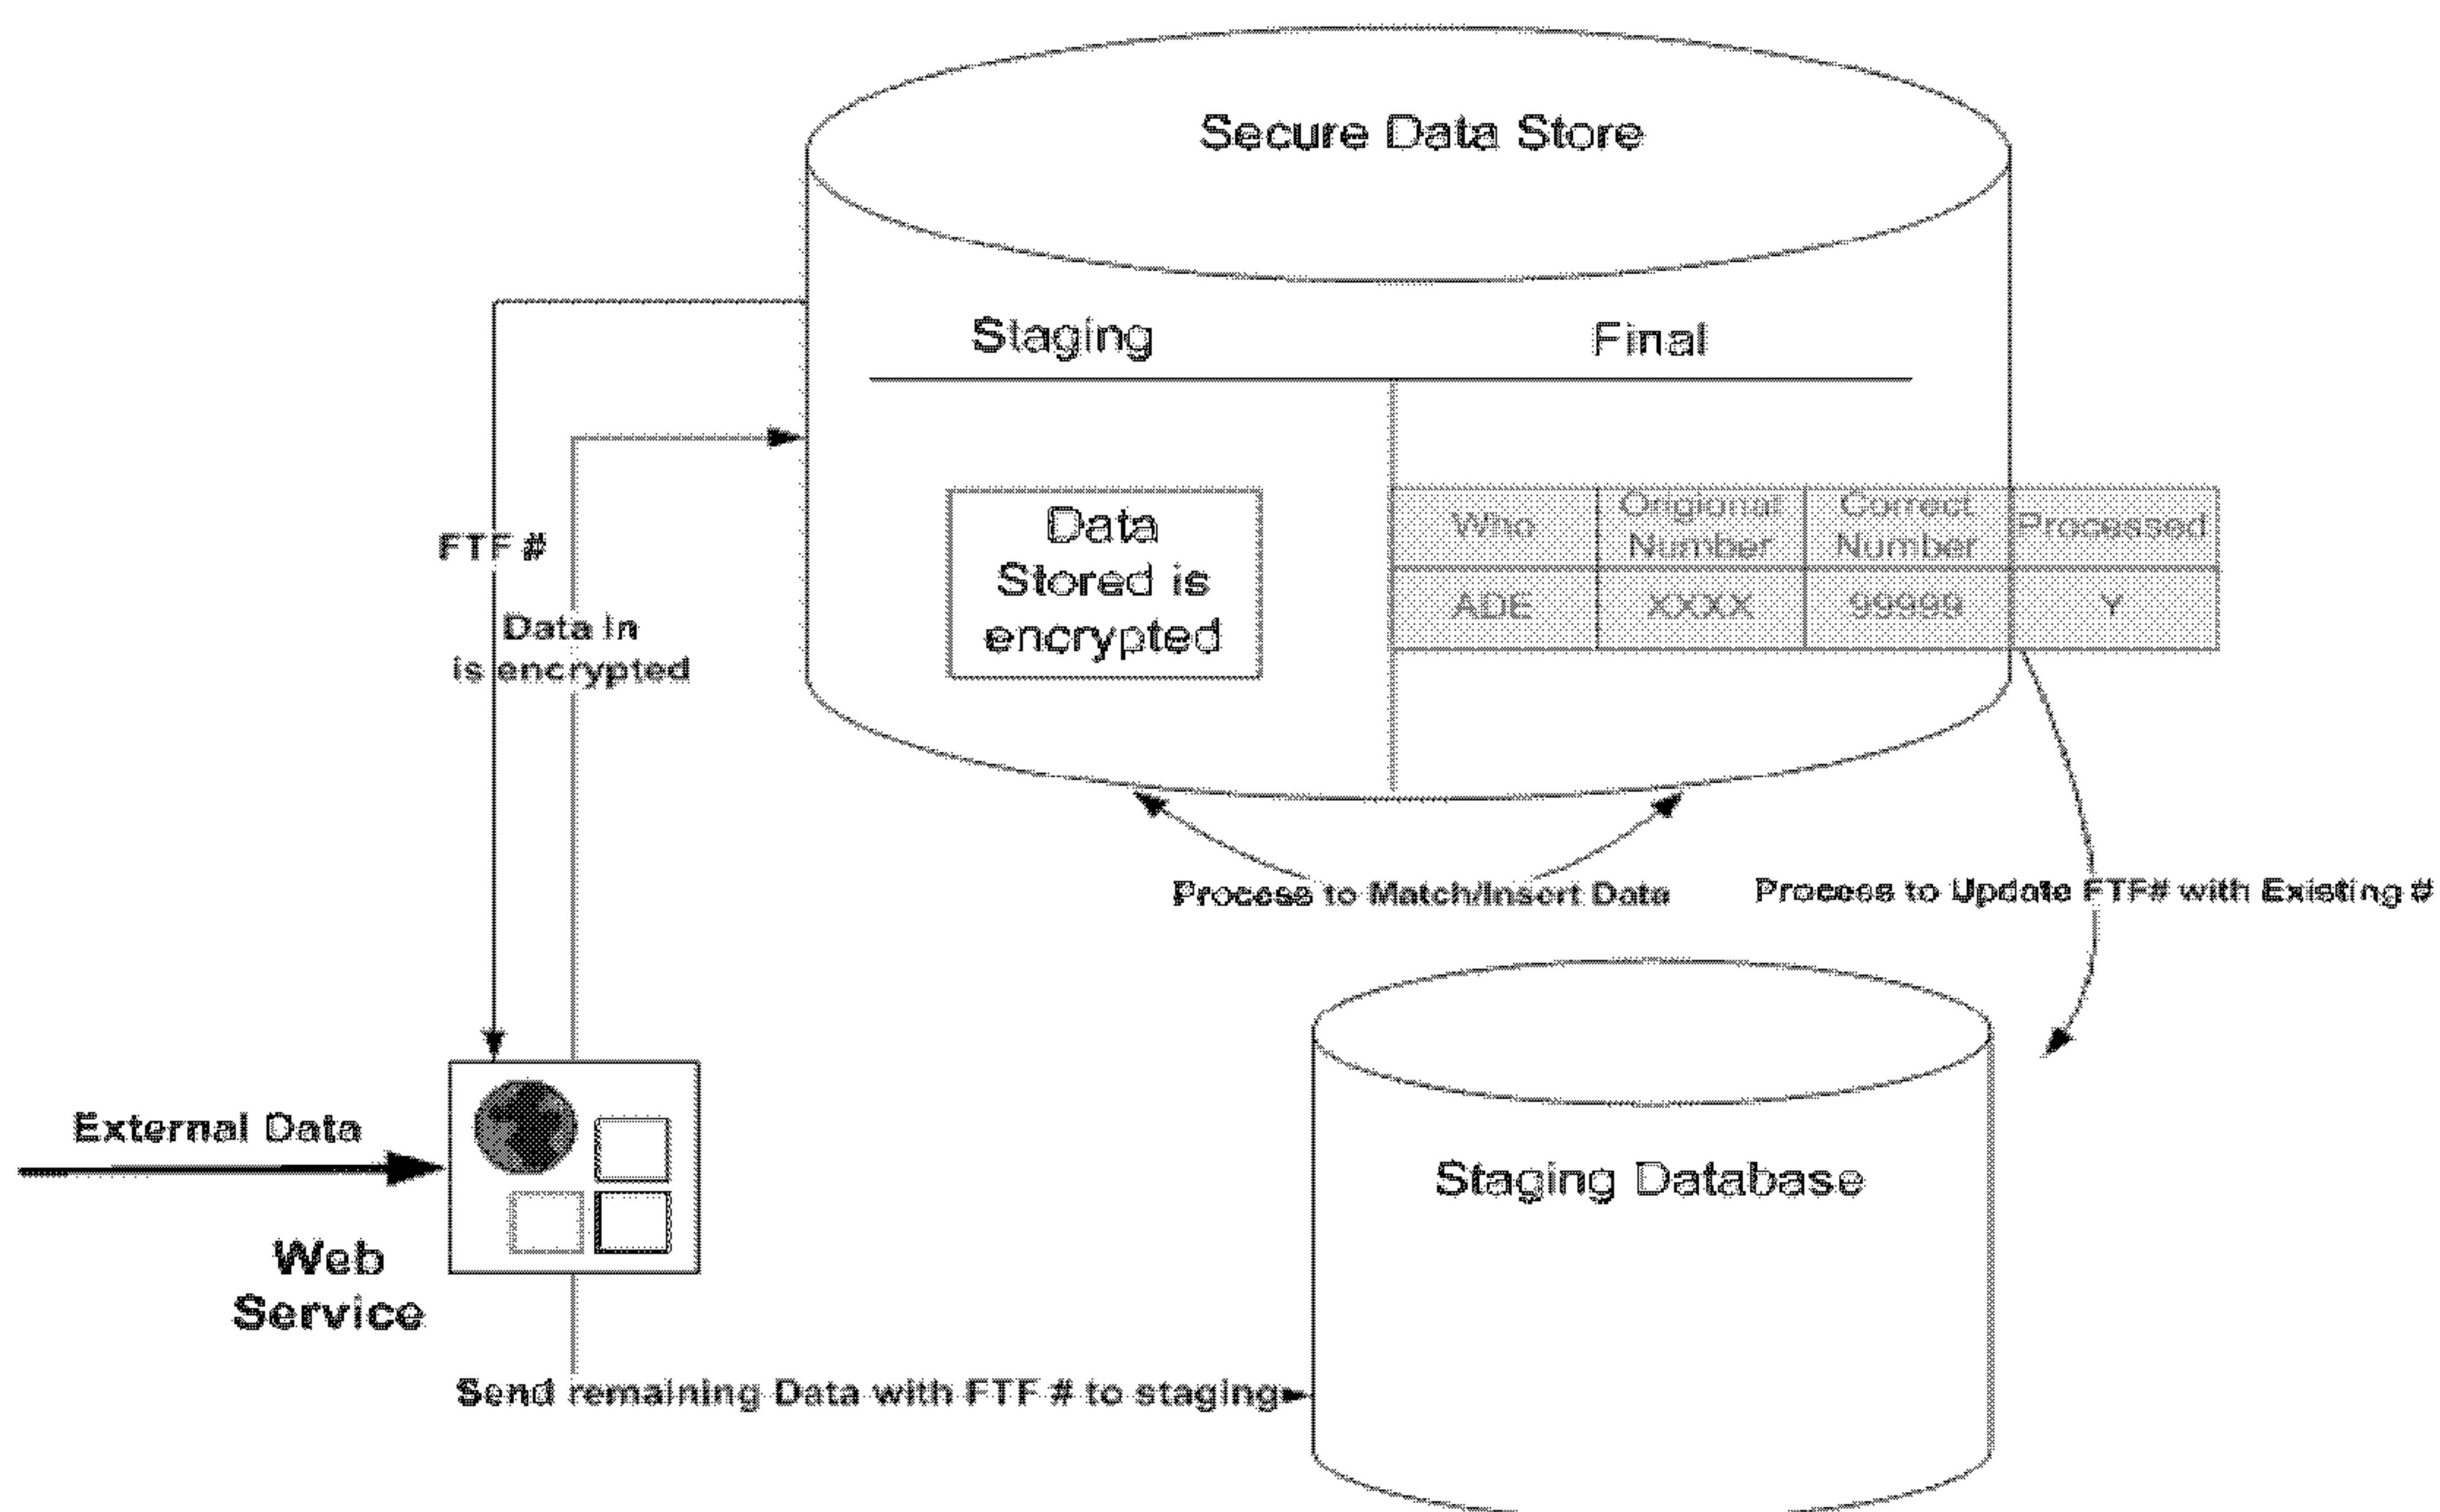 Secure Data Store
Staging
Final
Data
Stored is
encrypted
Who
Origional
Number
Correct
Number
Processed
ADE
XXXX
99999
Y
FTF #
Data in
is encrypted
Process to Match/Insert Data
Process to Update FTF# with Existing #
External Data
Web
Service
Staging Database
Send remaining Data with FTF # to staging